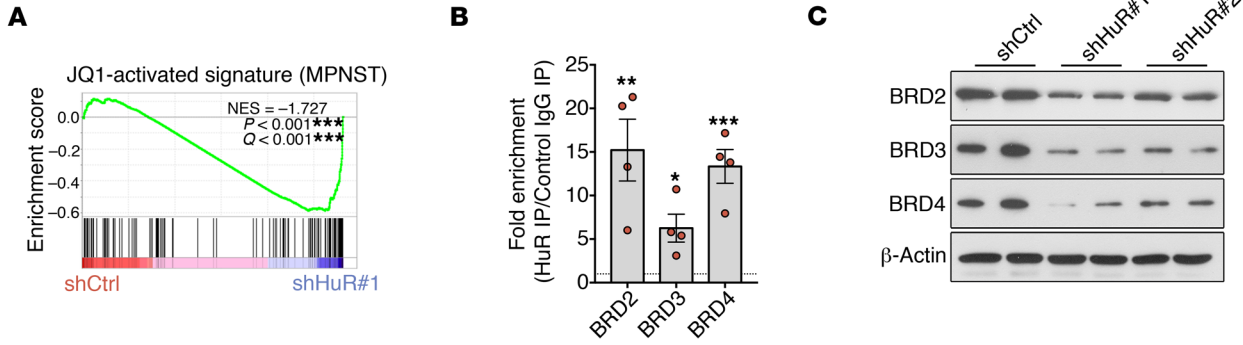 A
JQ1-activated signature (MPNST)
Enrichment score
0.0
–0.2
–0.4
–0.6
NES = –1.727
P < 0.001***
Q < 0.001***
shCtrl
shHuR#1
B
Fold enrichment
(HuR IP/Control IgG IP)
25
20
15
10
5
0
**
*
***
BRD2
BRD3
BRD4
C
shCtrl
shHuR#1
shHuR#2
BRD2
BRD3
BRD4
β-Actin